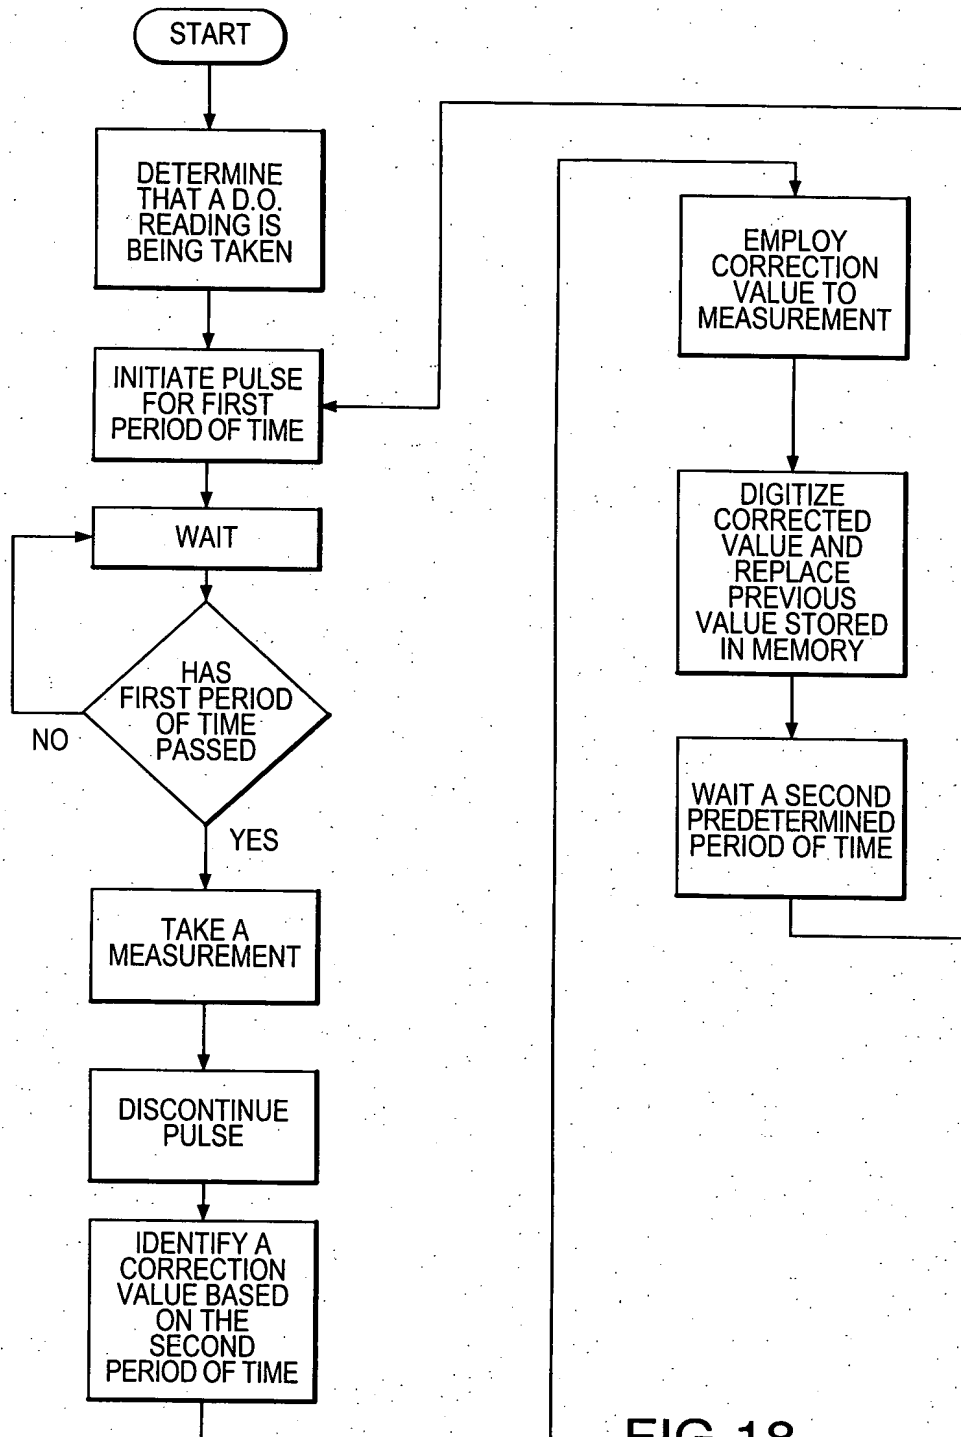 START
DETERMINE
THAT A D.O.
READING IS
BEING TAKEN
INITIATE PULSE
FOR FIRST
PERIOD OF TIME
WAIT
HAS
FIRST PERIOD
OF TIME
PASSED
NO
YES
TAKE A
MEASUREMENT
DISCONTINUE
PULSE
IDENTIFY A
CORRECTION
VALUE BASED
ON THE
SECOND
PERIOD OF TIME
EMPLOY
CORRECTION
VALUE TO
MEASUREMENT
DIGITIZE
CORRECTED
VALUE AND
REPLACE
PREVIOUS
VALUE STORED
IN MEMORY
WAIT A SECOND
PREDETERMINED
PERIOD OF TIME
FIG. 18